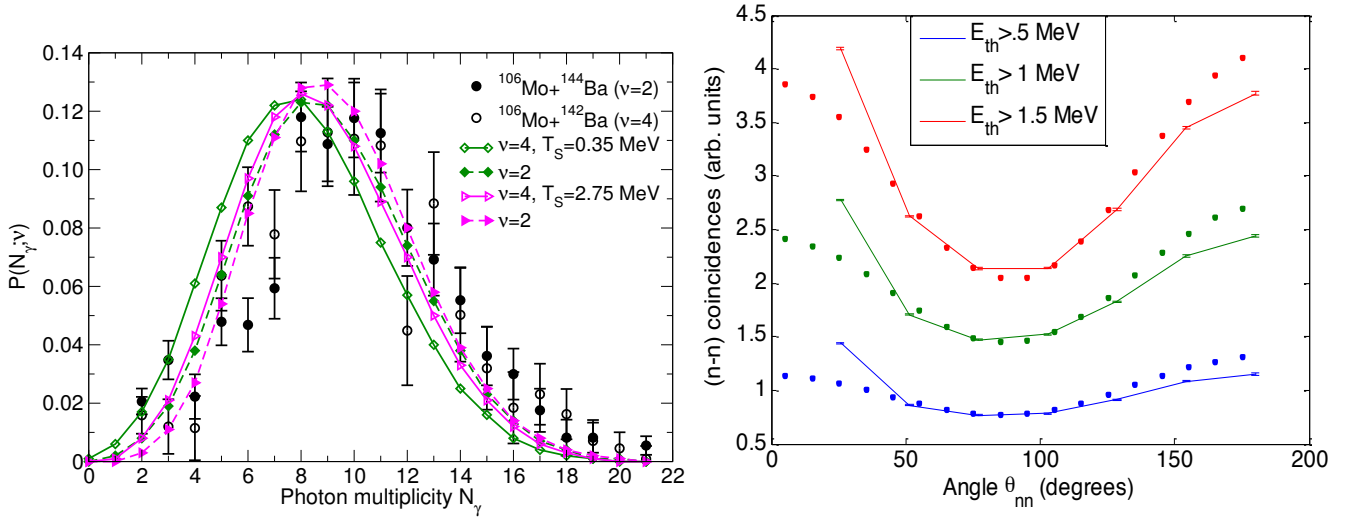 P(Nγ;ν)
0.14
0.12
0.10
0.08
0.06
0.04
0.02
0
¹⁰⁶Mo+¹⁴⁴Ba (ν=2)
¹⁰⁶Mo+¹⁴²Ba (ν=4)
ν=4, T_S=0.35 MeV
ν=2
ν=4, T_S=2.75 MeV
ν=2
0 2 4 6 8 10 12 14 16 18 20 22
Photon multiplicity Nγ
(n-n) coincidences (arb. units)
4.5
4
3.5
3
2.5
2
1.5
1
0.5
E_th>.5 MeV
E_th>1 MeV
E_th>1.5 MeV
0 50 100 150 200
Angle θ_nn (degrees)